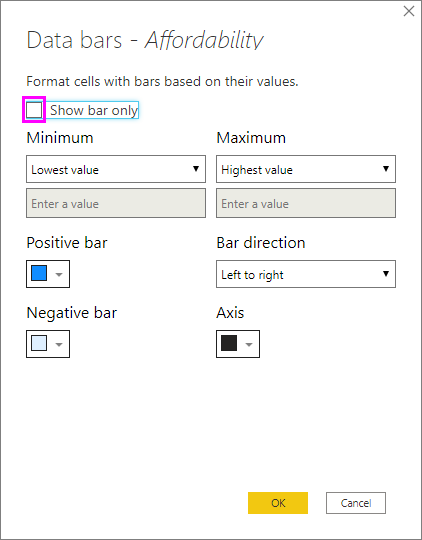 Data bars - Affordability
Format cells with bars based on their values.
Show bar only
Minimum
Maximum
Lowest value
Highest value
Enter a value
Enter a value
Positive bar
Bar direction
Left to right
Negative bar
Axis
OK
Cancel